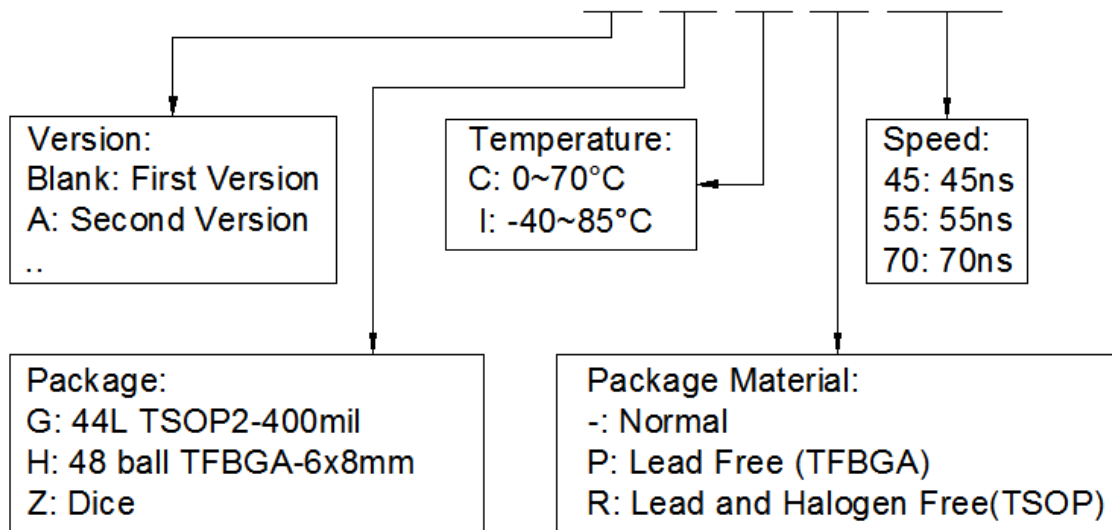 Version:
Blank: First Version
A: Second Version
..
Temperature:
C: 0~70°C
I: -40~85°C
Speed:
45: 45ns
55: 55ns
70: 70ns
Package:
G: 44L TSOP2-400mil
H: 48 ball TFBGA-6x8mm
Z: Dice
Package Material:
-: Normal
P: Lead Free (TFBGA)
R: Lead and Halogen Free(TSOP)